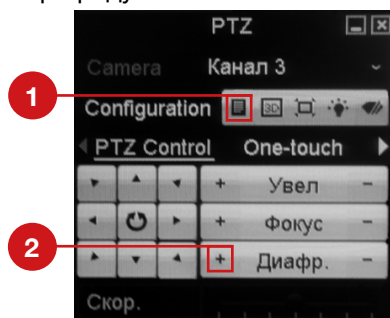 PTZ
Camera Канал 3
1
Configuration 3D
PTZ Control One-touch
+ Увел -
+ Фокус -
2
+ Диафр. -
Скор.